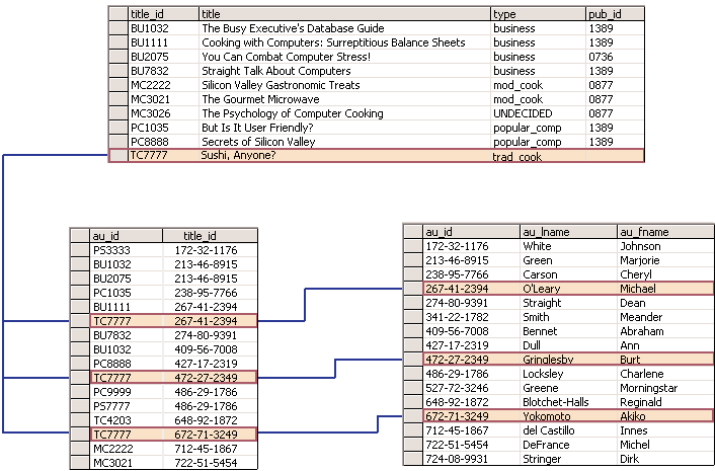 title_id title type pub_id
BU1032 The Busy Executive's Database Guide business 1389
BU1111 Cooking with Computers: Surreptitious Balance Sheets business 1389
BU2075 You Can Combat Computer Stress! business 0736
BU7832 Straight Talk About Computers business 1389
MC2222 Silicon Valley Gastronomic Treats mod_cook 0877
MC3021 The Gourmet Microwave mod_cook 0877
MC3026 The Psychology of Computer Cooking UNDECIDED 0877
PC1035 But Is It User Friendly? popular_comp 1389
PC8888 Secrets of Silicon Valley popular_comp 1389
TC7777 Sushi, Anyone? trad_cook
au_id title_id
PS3333 172-32-1176
BU1032 213-46-8915
BU2075 213-46-8915
PC1035 238-95-7766
BU1111 267-41-2394
TC7777 267-41-2394
BU7832 274-80-9391
BU1032 409-56-7008
PC8888 427-17-2319
TC7777 472-27-2349
PC9999 486-29-1786
PS7777 486-29-1786
TC4203 648-92-1872
TC7777 672-71-3249
MC2222 712-45-1867
MC3021 722-51-5454
au_id au_lname au_fname
172-32-1176 White Johnson
213-46-8915 Green Marjorie
238-95-7766 Carson Cheryl
267-41-2394 O'Leary Michael
274-80-9391 Straight Dean
341-22-1782 Smith Meander
409-56-7008 Bennet Abraham
427-17-2319 Dull Ann
472-27-2349 Gringlesby Burt
486-29-1786 Locksley Charlene
527-72-3246 Greene Morningstar
648-92-1872 Blotchet-Halls Reginald
672-71-3249 Yokomoto Akiko
712-45-1867 del Castillo Innes
722-51-5454 DeFrance Michel
724-08-9931 Stringer Dirk